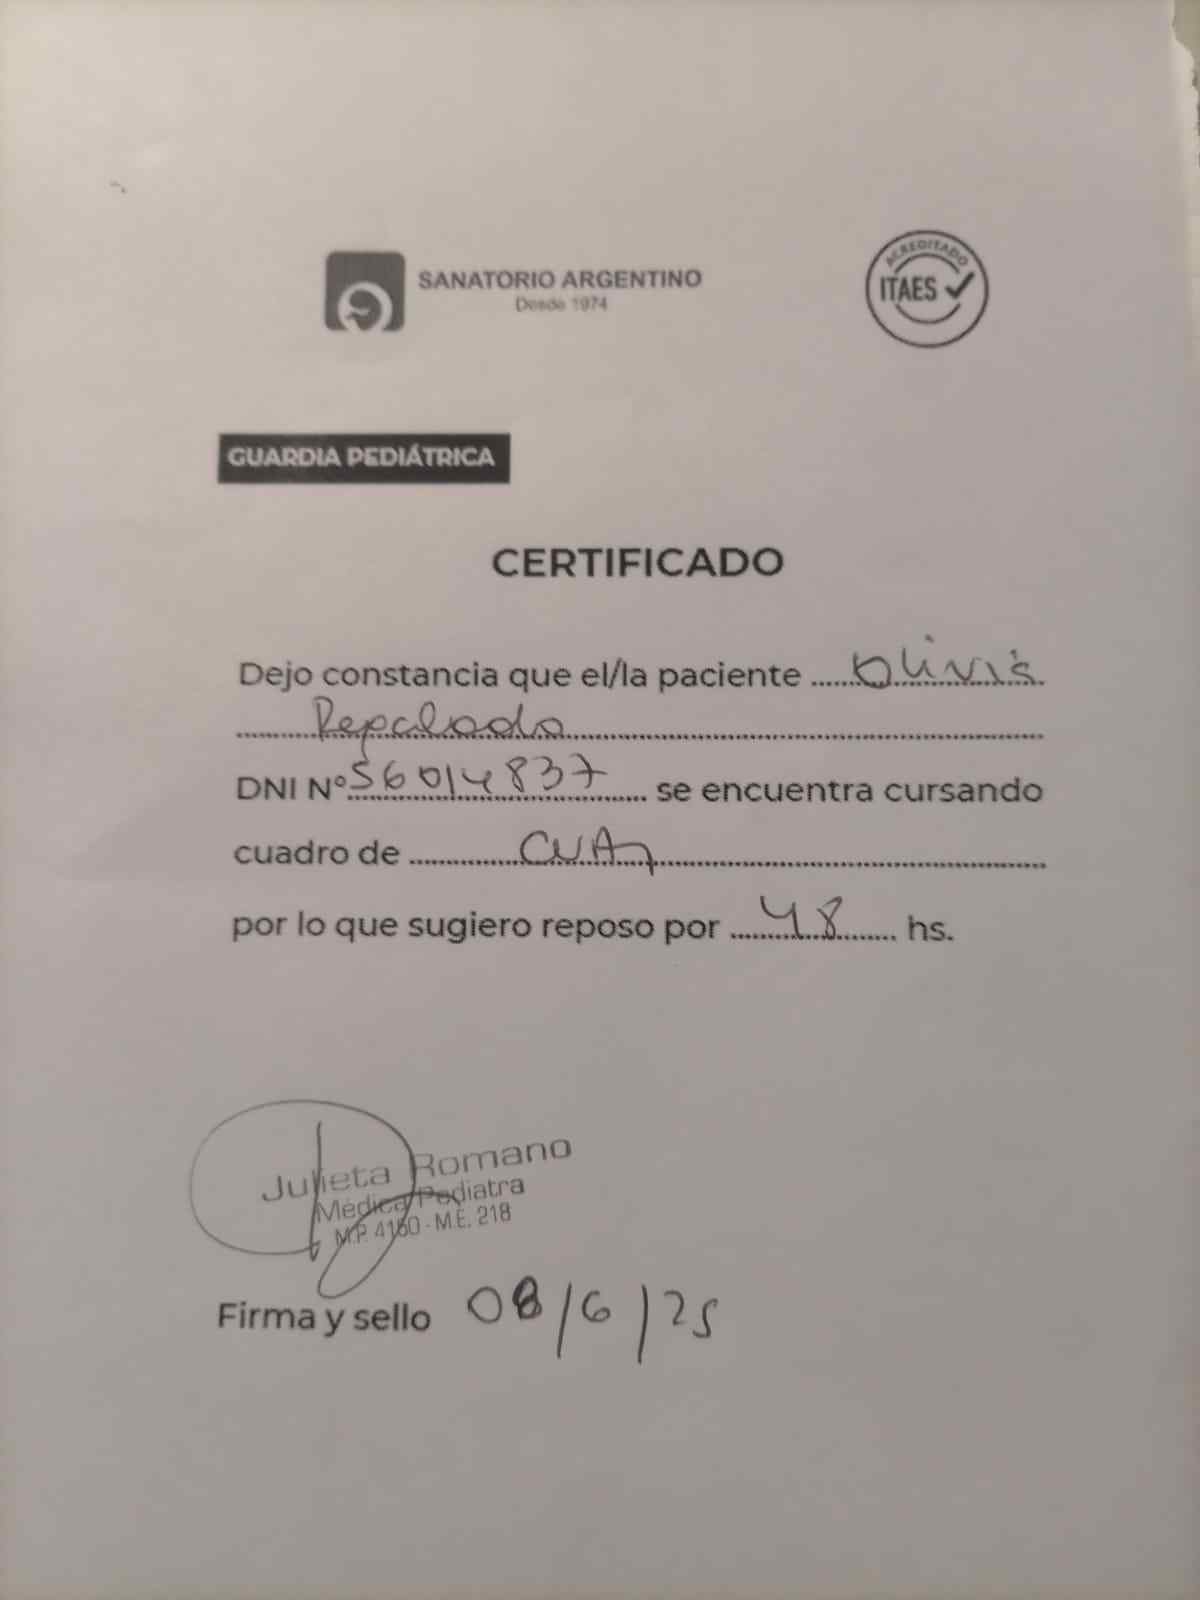 SANATORIO ARGENTINO
Desde 1974
ACREDITADO
ITAES
GUARDIA PEDIÁTRICA
CERTIFICADO
Dejo constancia que el/la paciente Olivia
DNI Nº 56014837 se encuentra cursando
cuadro de CVA
por lo que sugiero reposo por 48 hs.
Julieta Romano
Médica Pediatra
M.P. 4160 - M.E. 218
Firma y sello 08/6/25